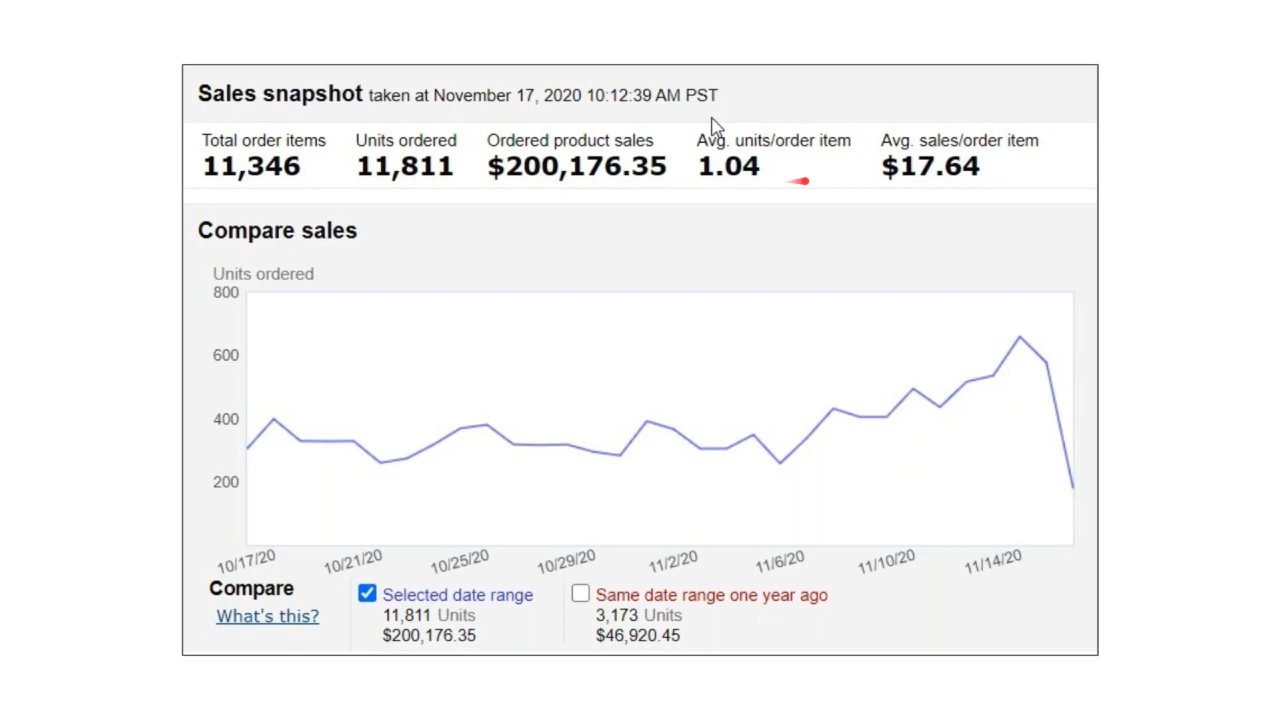 Sales snapshot taken at November 17, 2020 10:12:39 AM PST
Total order items Units ordered Ordered product sales Avg. units/order item Avg. sales/order item
11,346 11,811 $200,176.35 1.04 $17.64
Compare sales
Units ordered
800
600
400
200
10/17/20 10/21/20 10/25/20 10/29/20 11/2/20 11/6/20 11/10/20 11/14/20
Compare Selected date range Same date range one year ago
What's this? 11,811 Units 3,173 Units
$200,176.35 $46,920.45